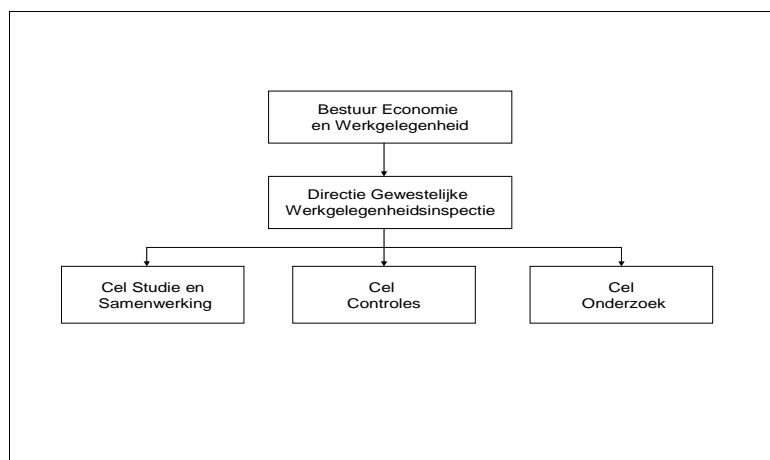 Bestuur Economie
en Werkgelegenheid
Directie Gewestelijke
Werkgelegenheidsinspectie
Cel Studie en
Samenwerking
Cel
Controles
Cel
Onderzoek